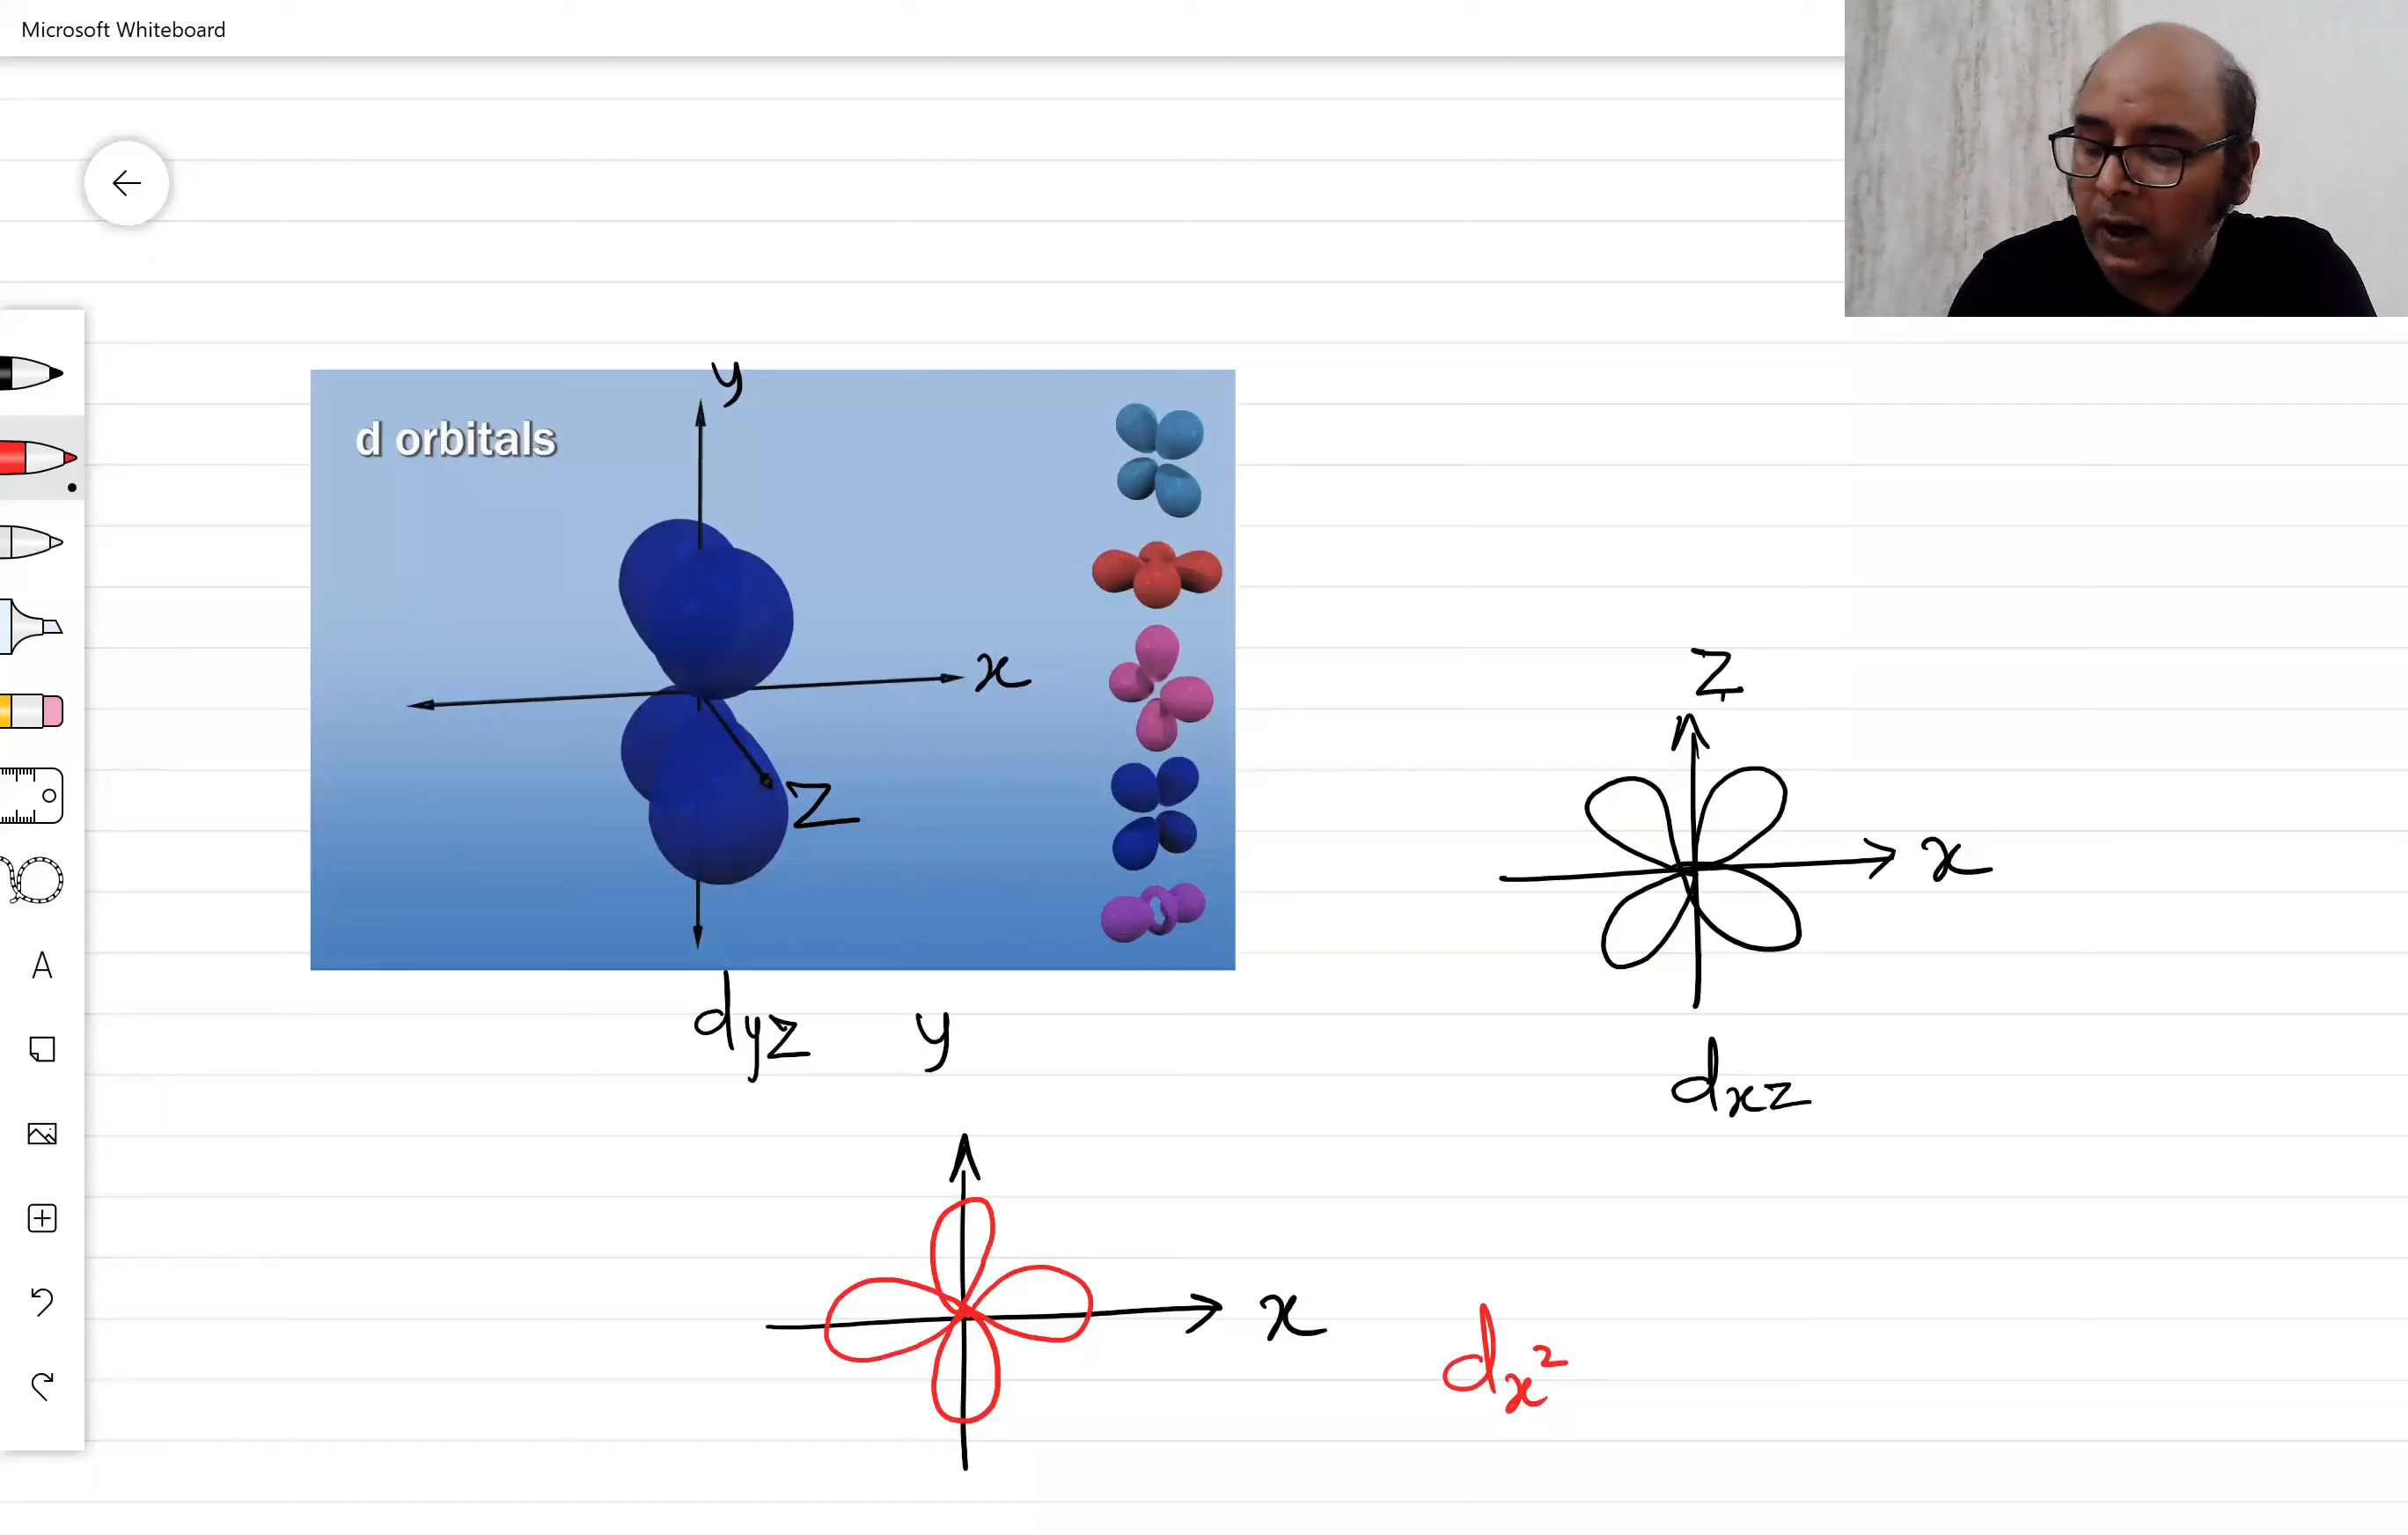 Microsoft Whiteboard
y
d orbitals
x
z
dyz
y
x
z
x
dxz
dx²
A